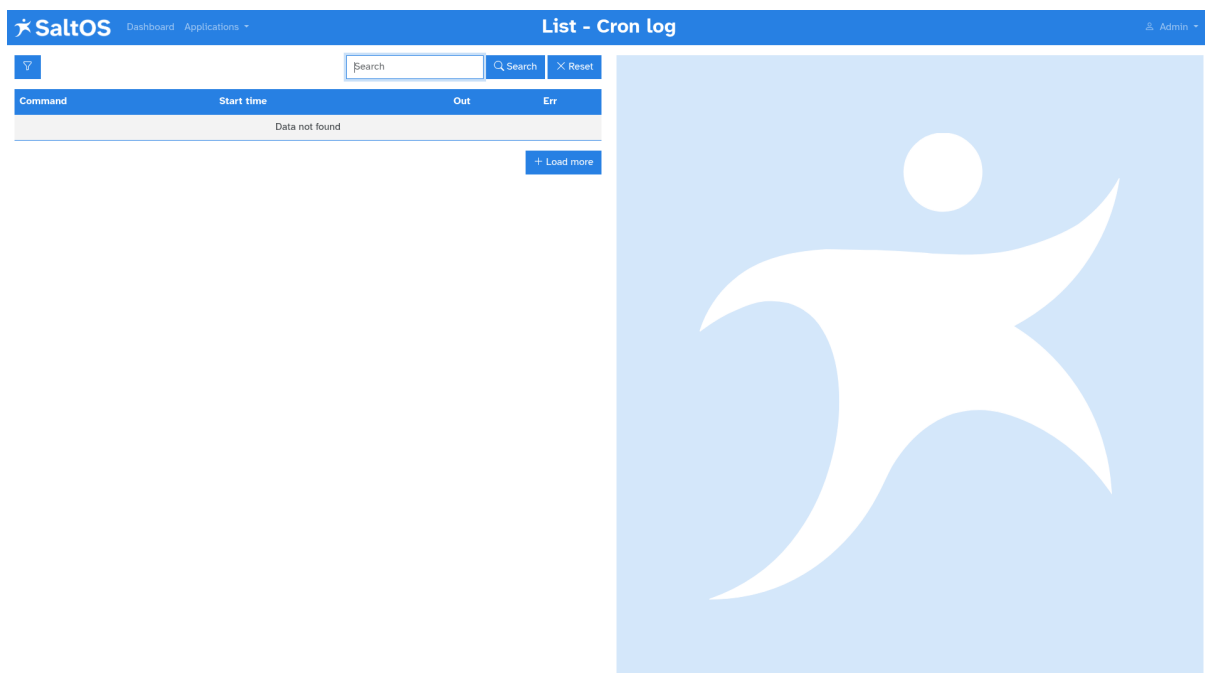 SaltOS Dashboard Applications List - Cron log Admin
Search Search Reset
Command Start time Out Err
Data not found
+ Load more